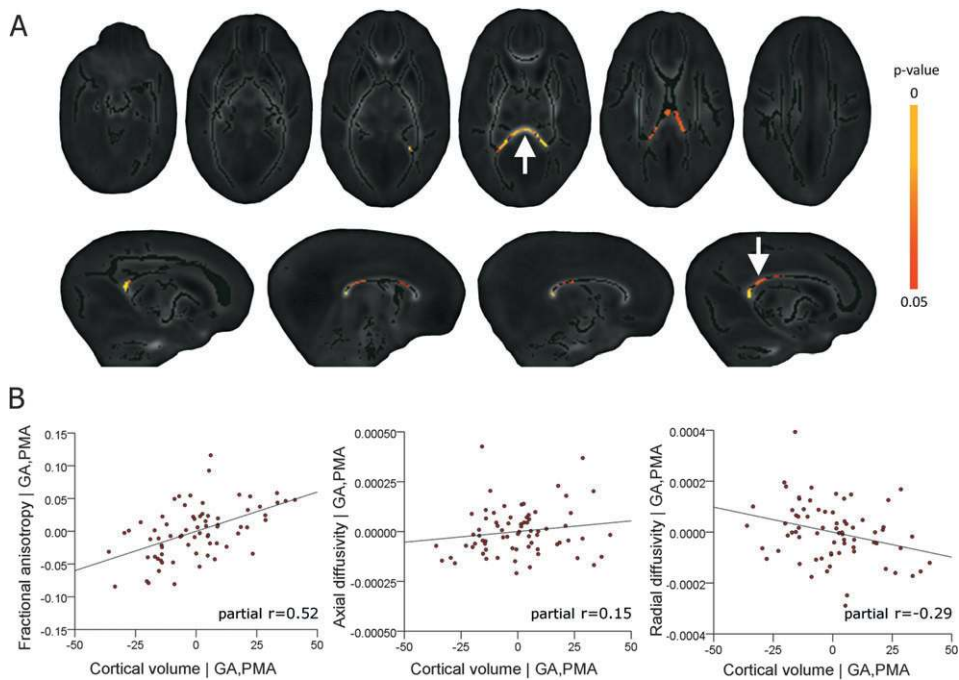 A
p-value
0
0.05
B
Fractional anisotropy | GA,PMA
0.15
0.10
0.05
0.00
-0.05
-0.10
-0.15
partial r=0.52
-50
-25
0
25
50
Cortical volume | GA,PMA
Axial diffusivity | GA,PMA
0.00050
0.00025
0.00000
-0.00025
-0.00050
partial r=0.15
-50
-25
0
25
50
Cortical volume | GA,PMA
Radial diffusivity | GA,PMA
0.0004
0.0002
0.0000
-0.0002
-0.0004
partial r=-0.29
-50
-25
0
25
50
Cortical volume | GA,PMA